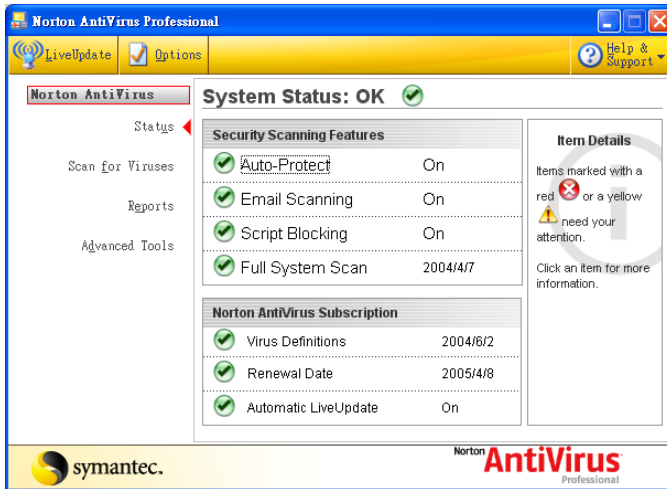 Norton AntiVirus Professional
LiveUpdate
Options
Help &
Support
Norton AntiVirus
Status
Scan for Viruses
Reports
Advanced Tools
System Status: OK
Security Scanning Features
Auto-Protect On
Email Scanning On
Script Blocking On
Full System Scan 2004/4/7
Norton AntiVirus Subscription
Virus Definitions 2004/6/2
Renewal Date 2005/4/8
Automatic LiveUpdate On
Item Details
Items marked with a
red or a yellow
need your
attention.
Click an item for more
information.
symantec.
Norton AntiVirus
Professional